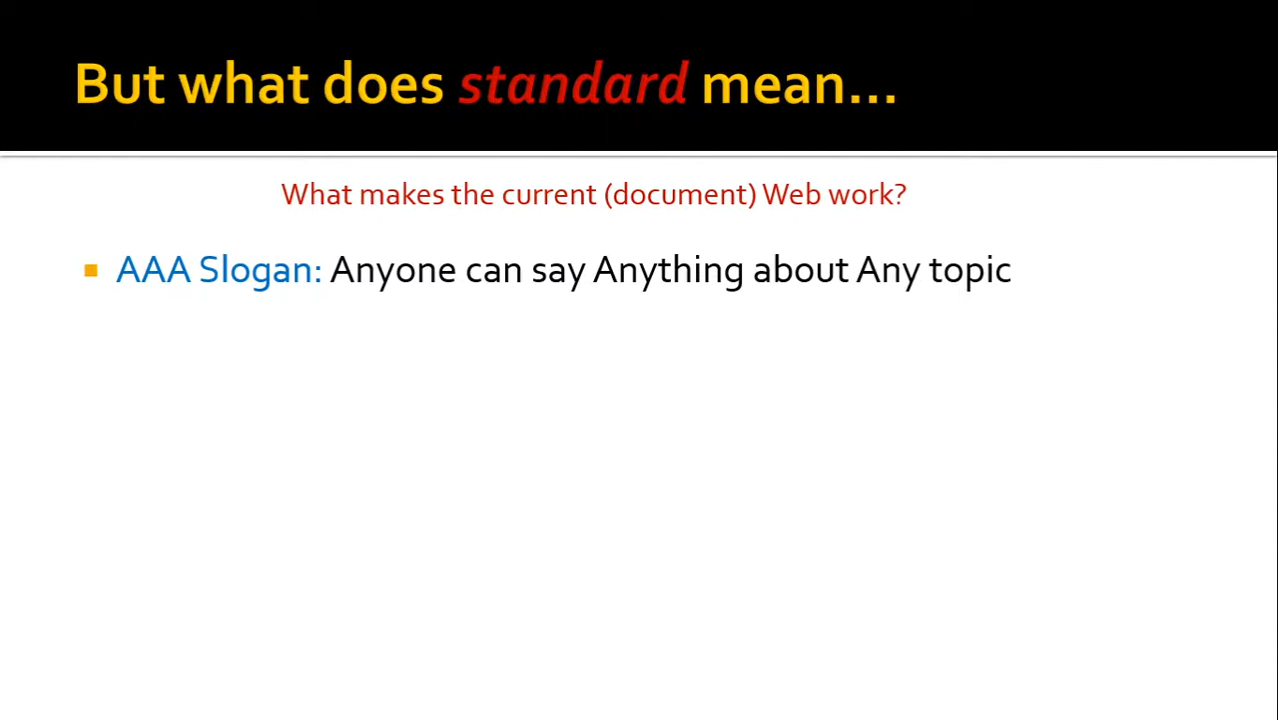 But what does standard mean…
What makes the current (document) Web work?
AAA Slogan: Anyone can say Anything about Any topic